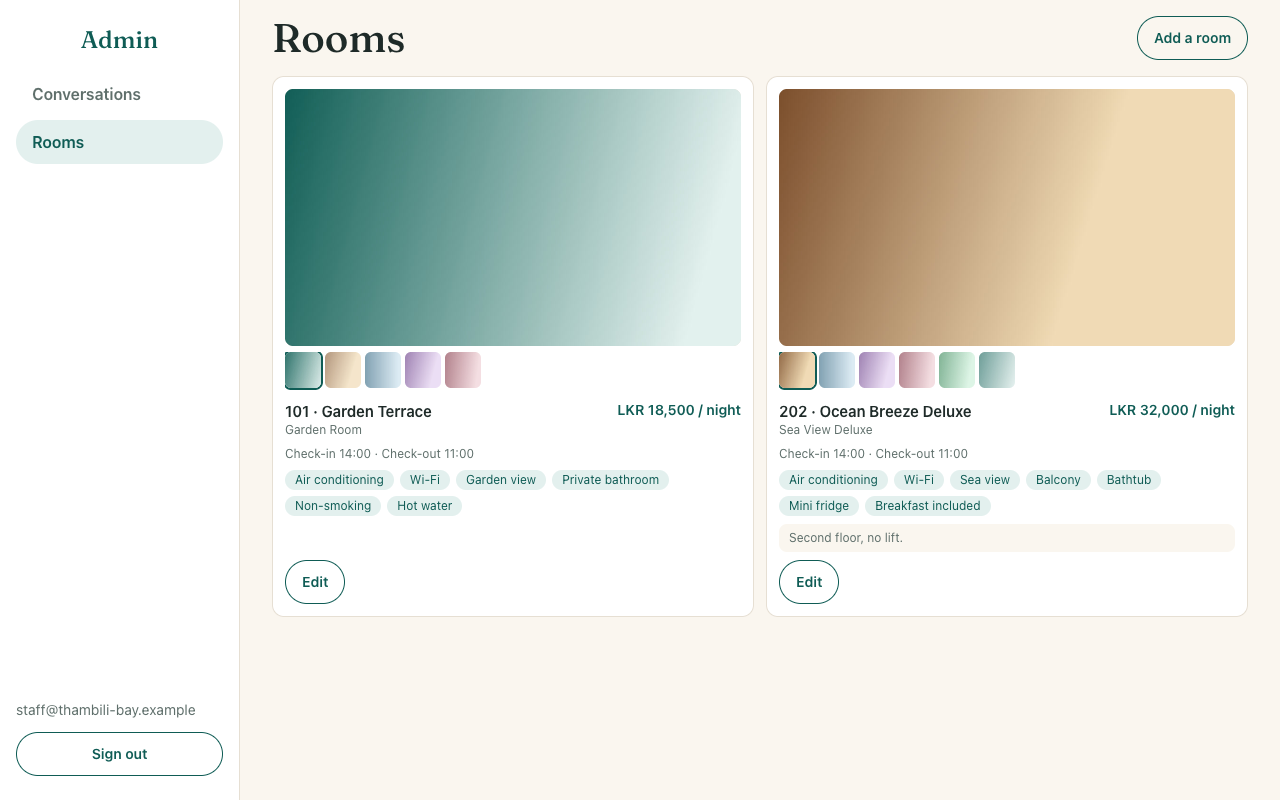 Admin
Conversations
Rooms
staff@thambili-bay.example
Sign out
Rooms
Add a room
101 · Garden Terrace
LKR 18,500 / night
Garden Room
Check-in 14:00 · Check-out 11:00
Air conditioning Wi-Fi Garden view Private bathroom
Non-smoking Hot water
Edit
202 · Ocean Breeze Deluxe
LKR 32,000 / night
Sea View Deluxe
Check-in 14:00 · Check-out 11:00
Air conditioning Wi-Fi Sea view Balcony Bathtub
Mini fridge Breakfast included
Second floor, no lift.
Edit